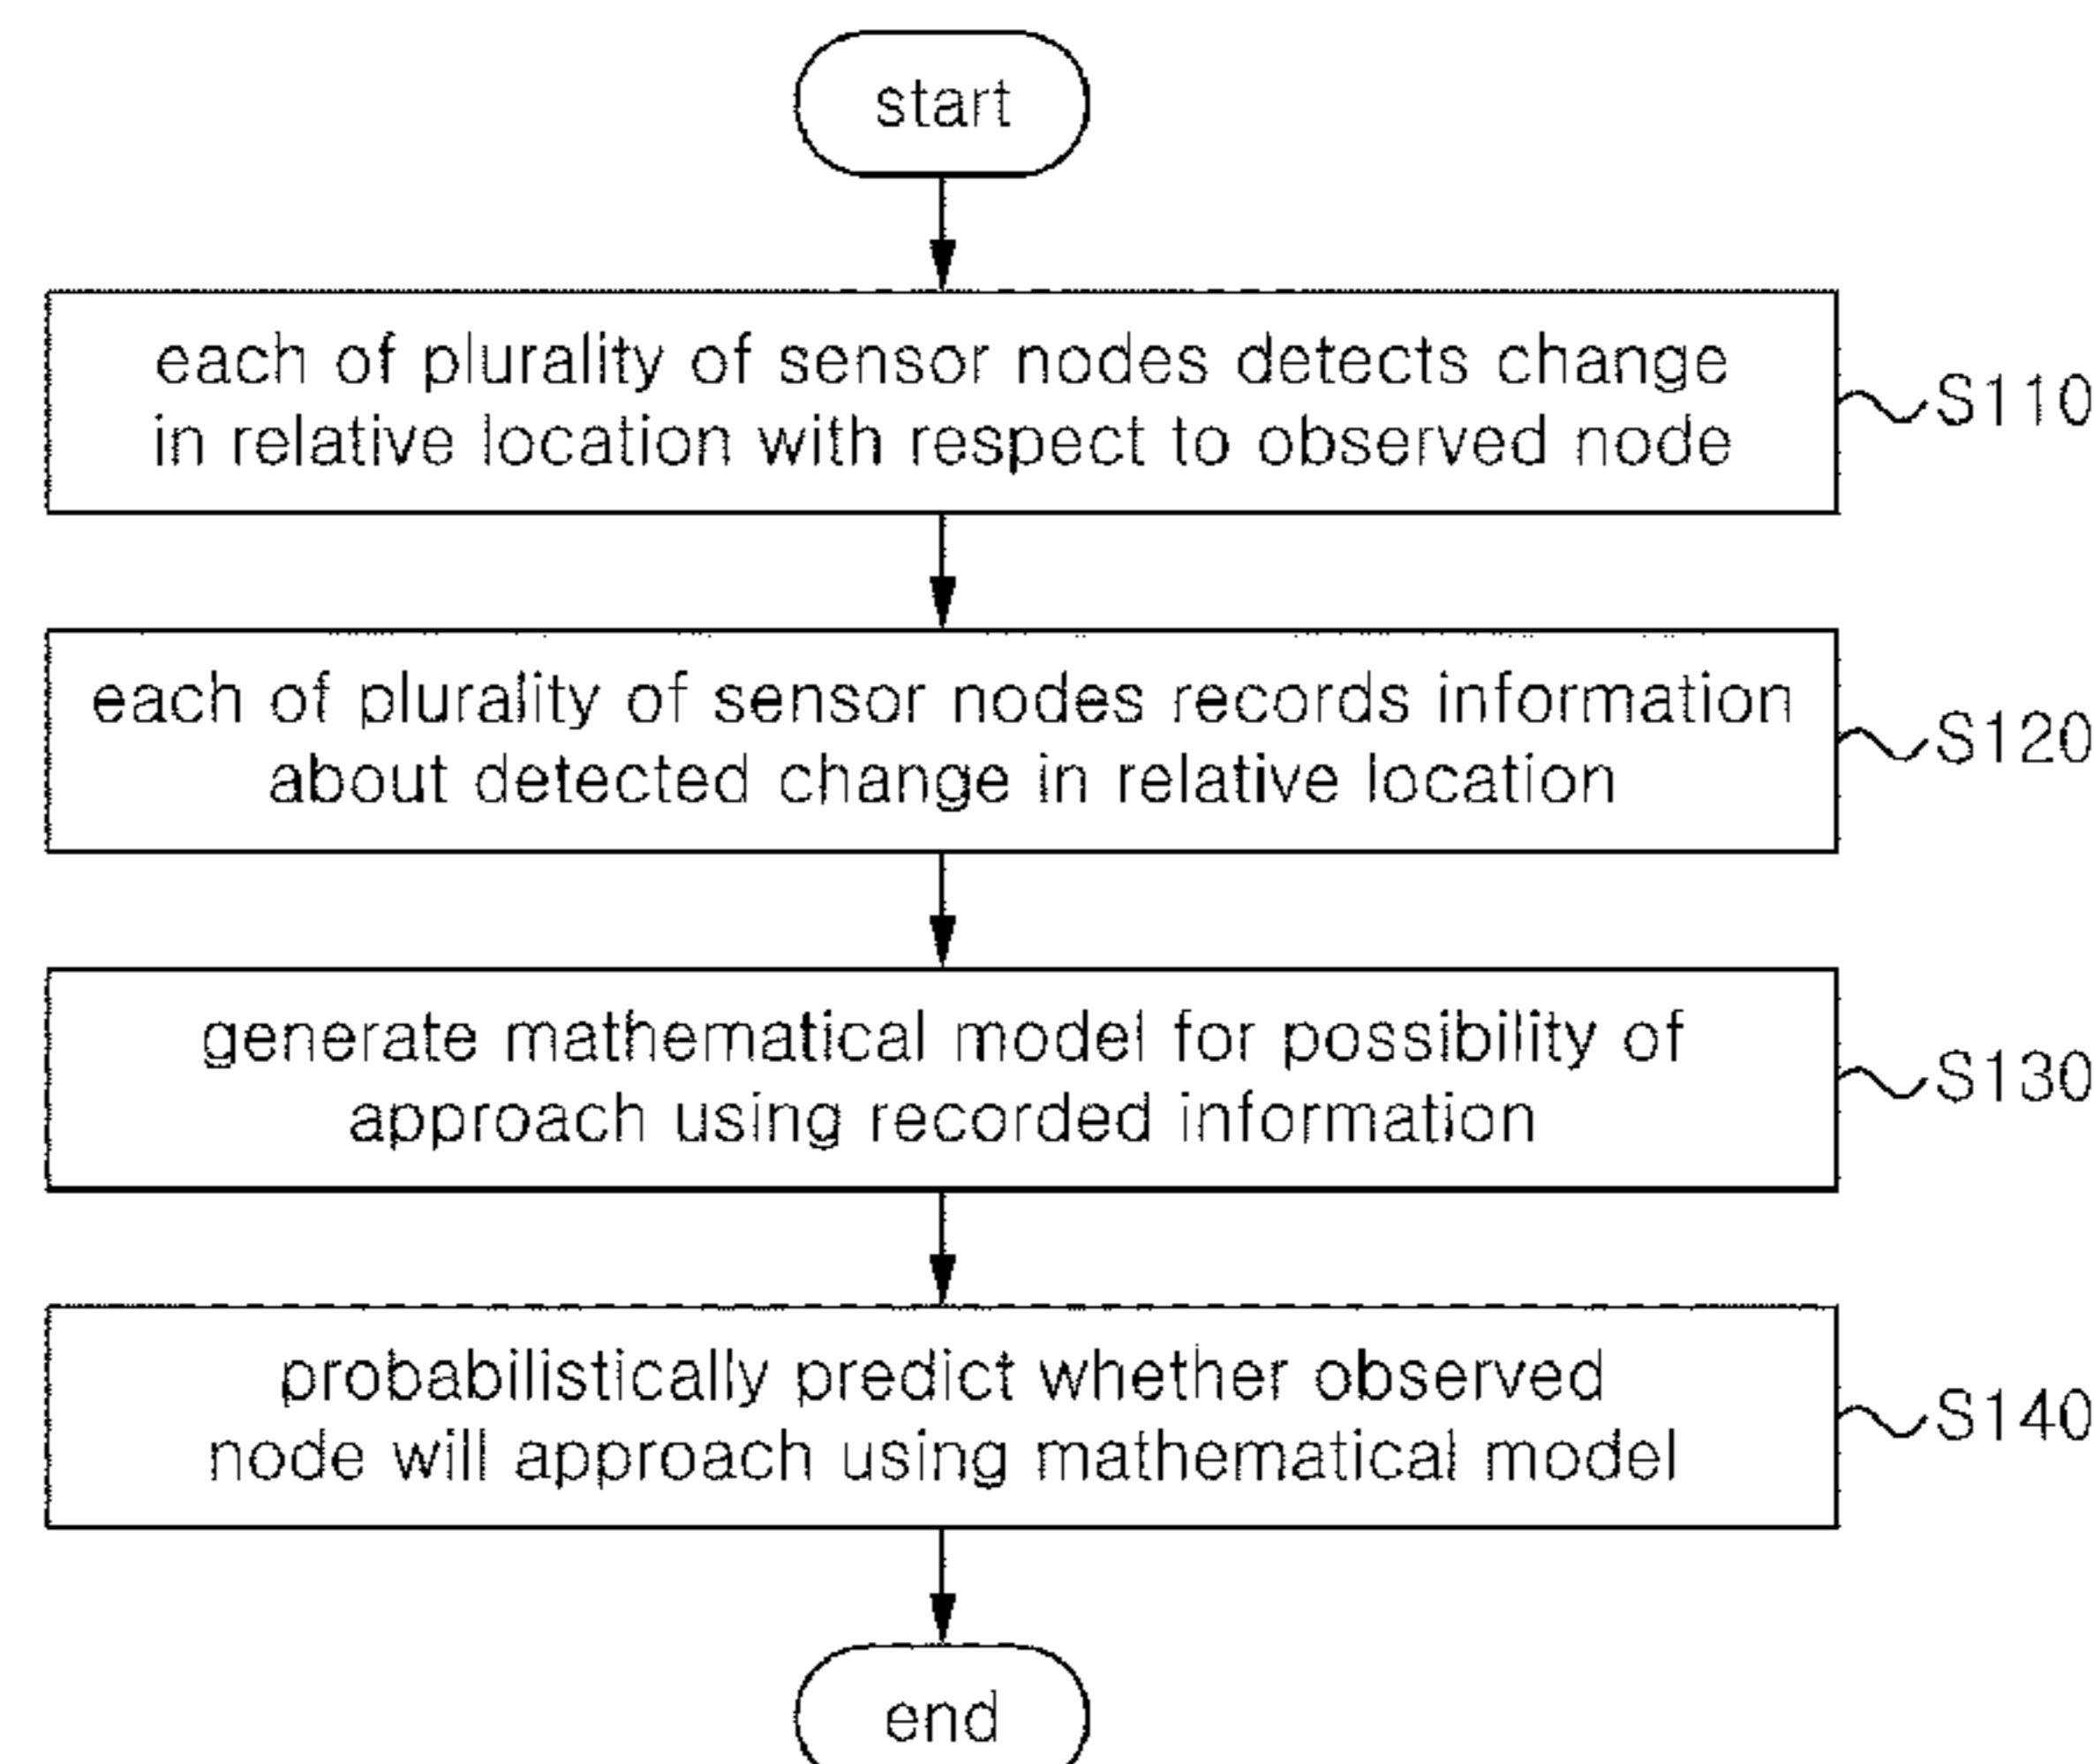 start
each of plurality of sensor nodes detects change
in relative location with respect to observed node
S110
each of plurality of sensor nodes records information
about detected change in relative location
S120
generate mathematical model for possibility of
approach using recorded information
S130
probabilistically predict whether observed
node will approach using mathematical model
S140
end